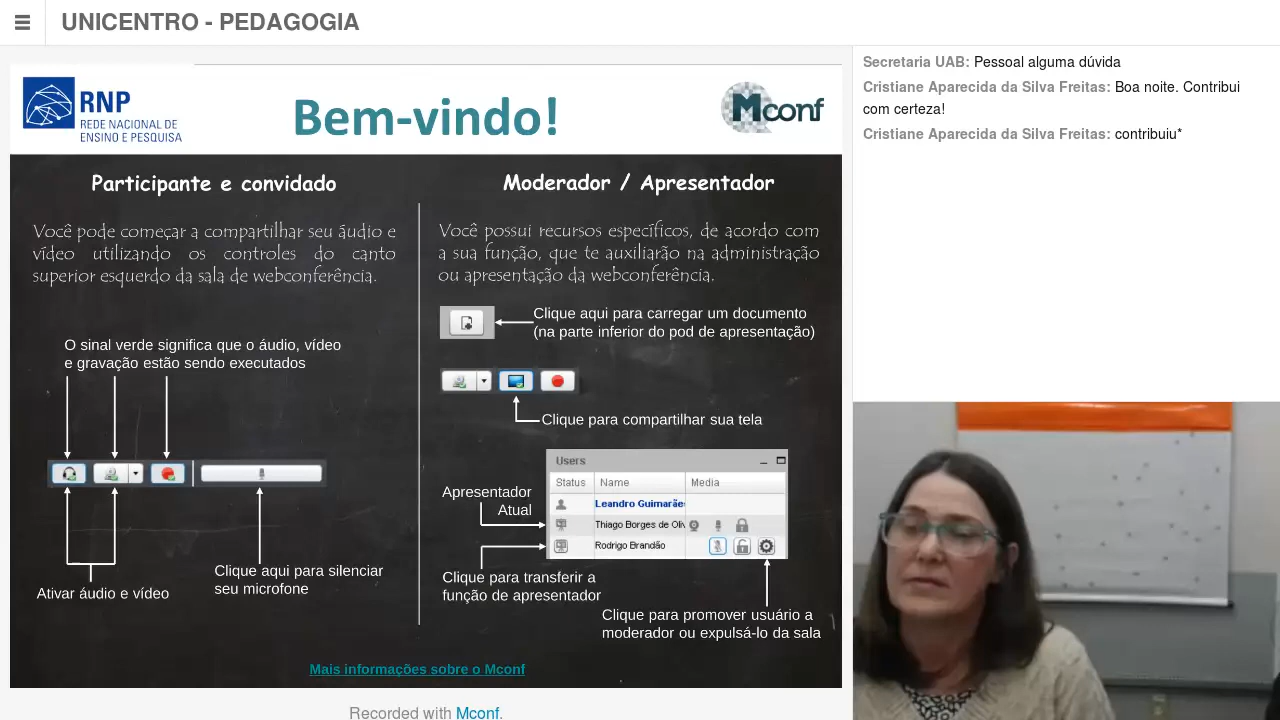 UNICENTRO - PEDAGOGIA
RNP
REDE NACIONAL DE
ENSINO E PESQUISA
Bem-vindo!
Mconf
Participante e convidado
Você pode começar a compartilhar seu áudio e
vídeo utilizando os controles do canto
superior esquerdo da sala de webconferência.
O sinal verde significa que o áudio, vídeo
e gravação estão sendo executados
Ativar áudio e vídeo
Clique aqui para silenciar
seu microfone
Moderador / Apresentador
Você possui recursos específicos, de acordo com
a sua função, que te auxiliarão na administração
ou apresentação da webconferência.
Clique aqui para carregar um documento
(na parte inferior do pod de apresentação)
Clique para compartilhar sua tela
Users
Status Name Media
Leandro Guimarães
Thiago Borges de Oliv
Rodrigo Brandão
Apresentador
Atual
Clique para transferir a
função de apresentador
Clique para promover usuário a
moderador ou expulsá-lo da sala
Mais informações sobre o Mconf
Recorded with Mconf.
Secretaria UAB: Pessoal alguma dúvida
Cristiane Aparecida da Silva Freitas: Boa noite. Contribui
com certeza!
Cristiane Aparecida da Silva Freitas: contribuiu*